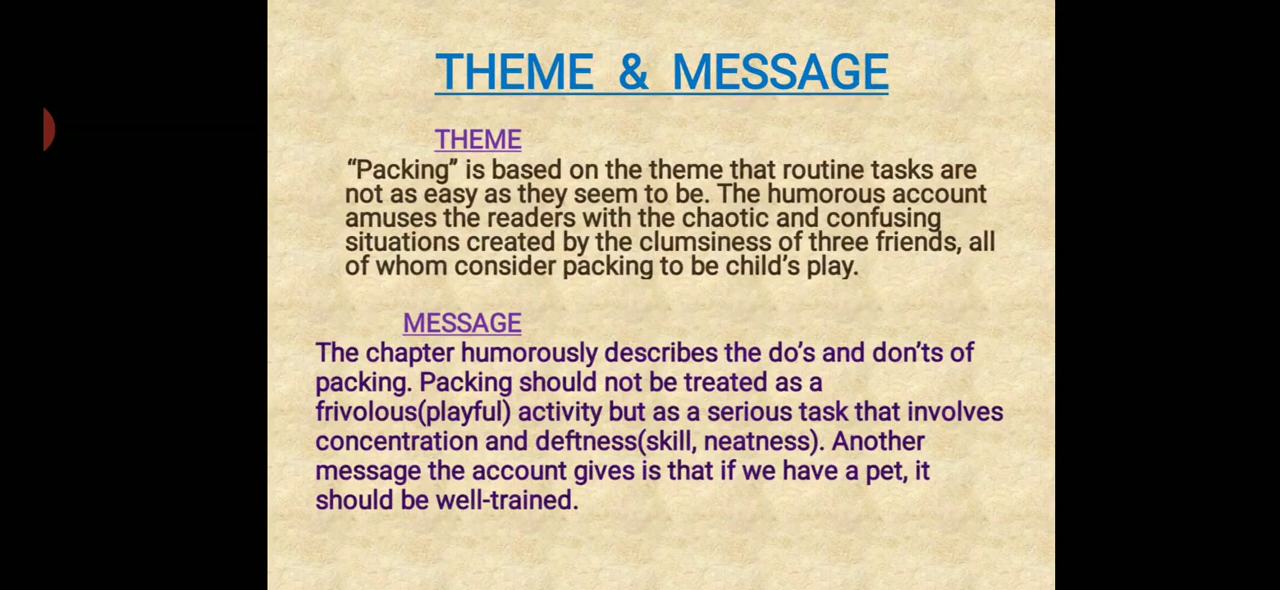 THEME & MESSAGE
THEME
“Packing” is based on the theme that routine tasks are
not as easy as they seem to be. The humorous account
amuses the readers with the chaotic and confusing
situations created by the clumsiness of three friends, all
of whom consider packing to be child’s play.
MESSAGE
The chapter humorously describes the do’s and don’ts of
packing. Packing should not be treated as a
frivolous(playful) activity but as a serious task that involves
concentration and deftness(skill, neatness). Another
message the account gives is that if we have a pet, it
should be well-trained.